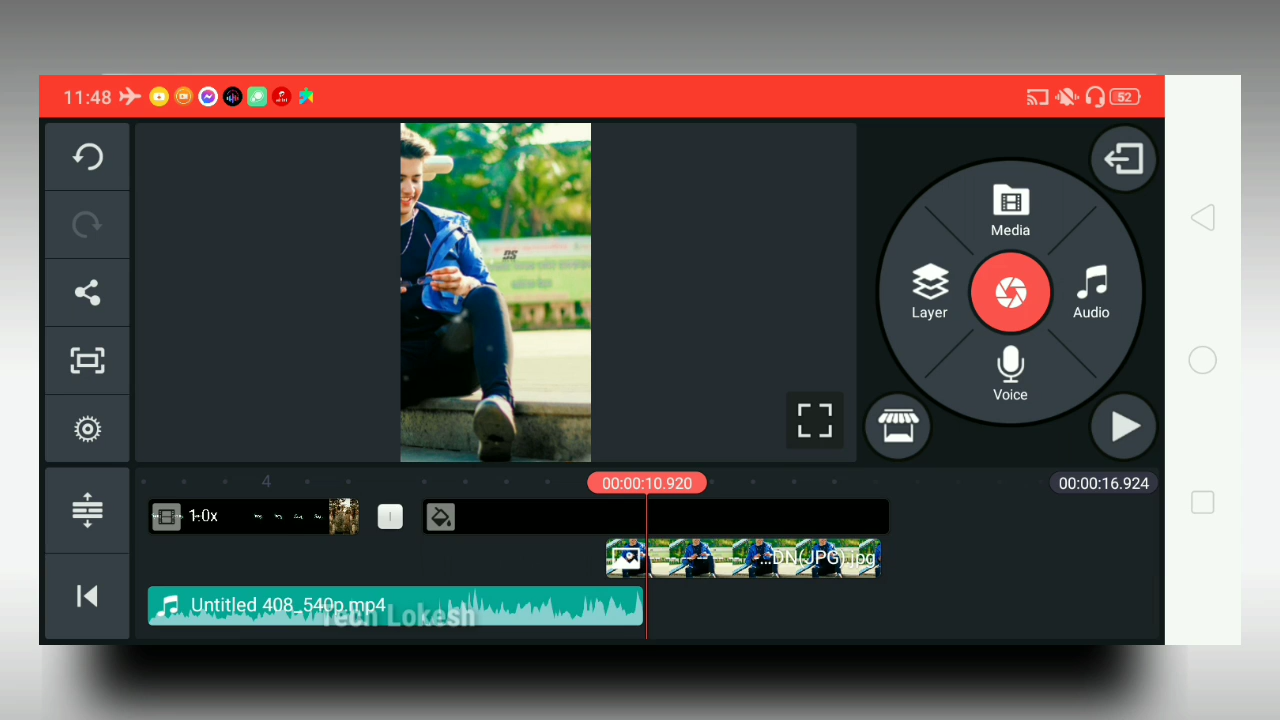 11:48
52
Media
Layer
Audio
Voice
4
00:00:10.920
00:00:16.924
1.0x
...DN(JPG).jpg
Untitled 408_540p.mp4
Tech Lokesh